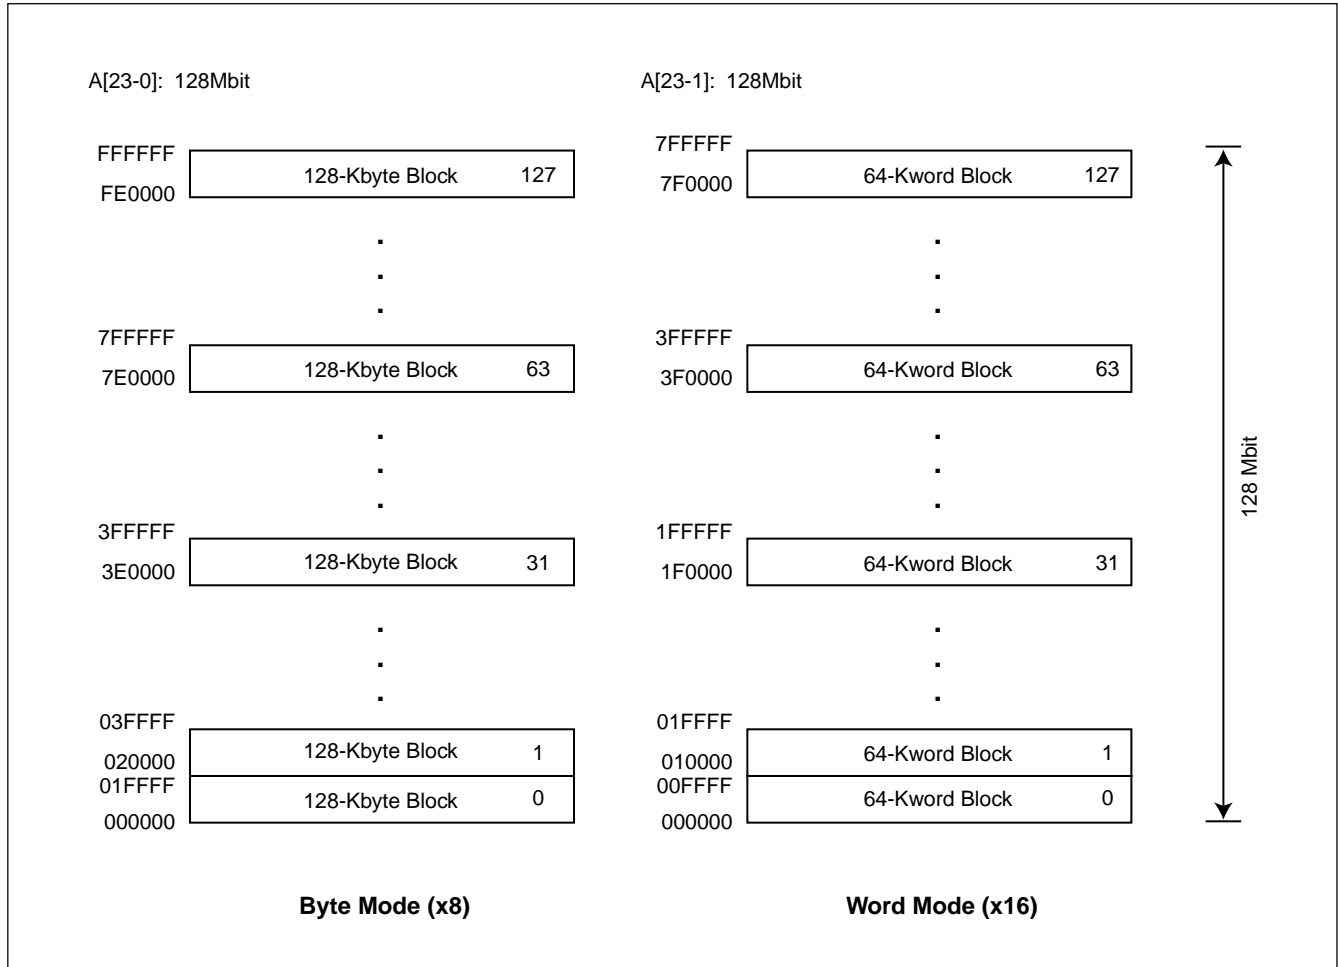 A[23-0]: 128Mbit
FFFFFF
128-Kbyte Block 127
FE0000
7FFFFF
128-Kbyte Block 63
7E0000
3FFFFF
128-Kbyte Block 31
3E0000
03FFFF
128-Kbyte Block 1
020000
01FFFF
128-Kbyte Block 0
000000
Byte Mode (x8)
A[23-1]: 128Mbit
7FFFFF
64-Kword Block 127
7F0000
3FFFFF
64-Kword Block 63
3F0000
1FFFFF
64-Kword Block 31
1F0000
01FFFF
64-Kword Block 1
010000
00FFFF
64-Kword Block 0
000000
Word Mode (x16)
128 Mbit